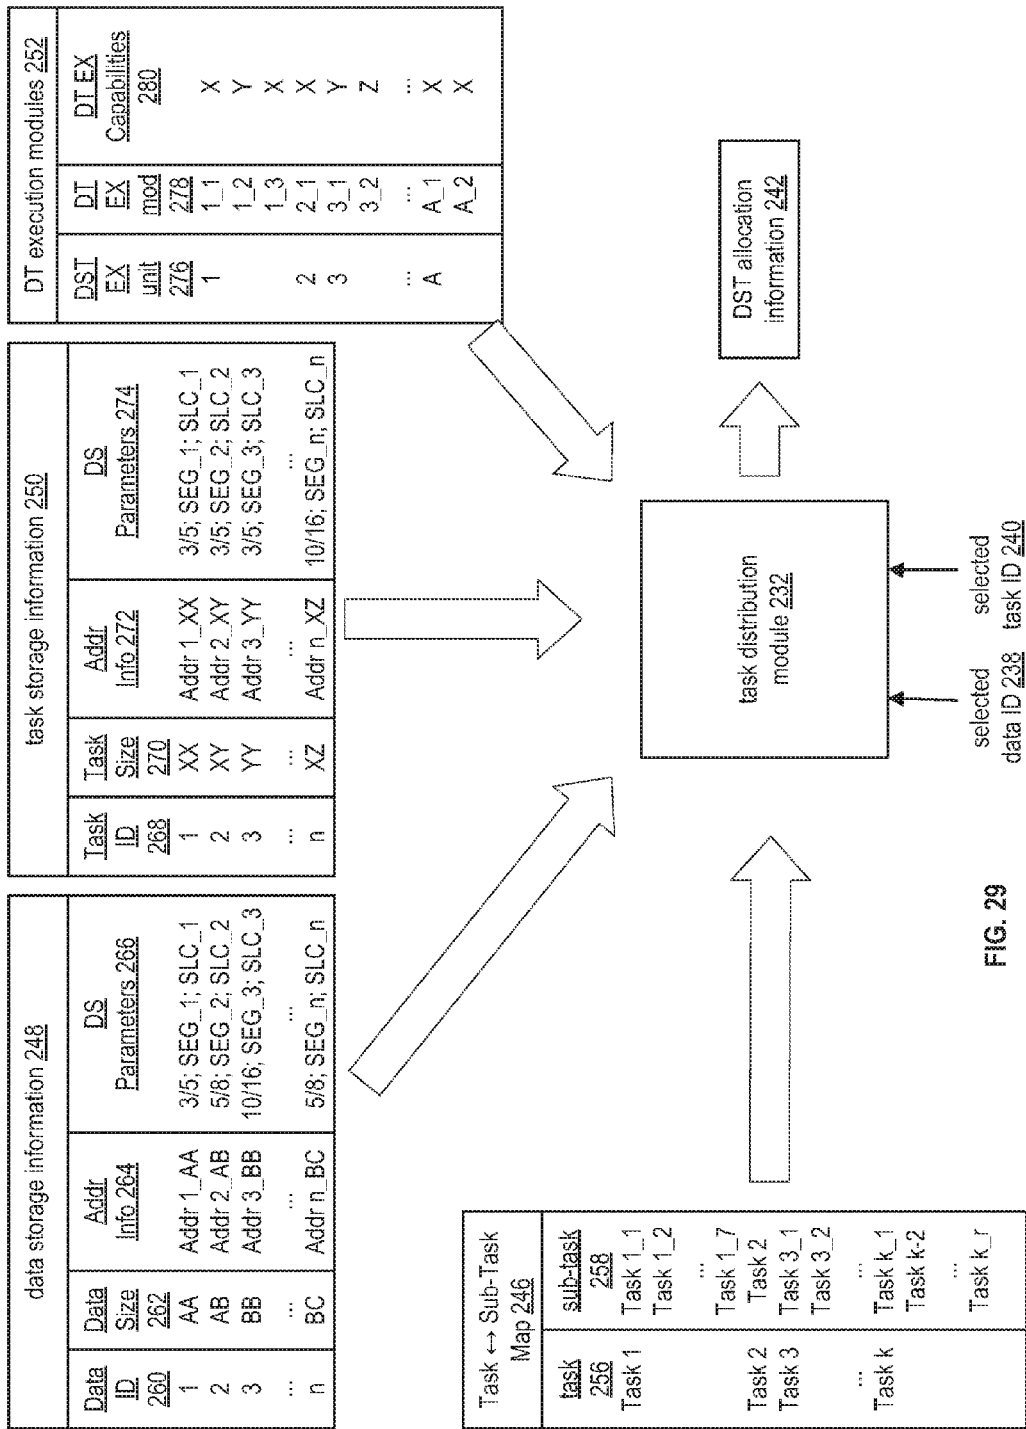 data storage information 248
Data ID 260 Data Size 262 Addr Info 264 DS Parameters 266
1 AA Addr 1_AA 3/5; SEG_1; SLC_1
2 AB Addr 2_AB 5/8; SEG_2; SLC_2
3 BB Addr 3_BB 10/16; SEG_3; SLC_3
... ... ... ...
n BC Addr n_BC 5/8; SEG_n; SLC_n
task storage information 250
Task ID 268 Task Size 270 Addr Info 272 DS Parameters 274
1 XX Addr 1_XX 3/5; SEG_1; SLC_1
2 XY Addr 2_XY 3/5; SEG_2; SLC_2
3 YY Addr 3_YY 3/5; SEG_3; SLC_3
... ... ... ...
n XZ Addr n_XZ 10/16; SEG_n; SLC_n
DT execution modules 252
DST EX unit 276 DT EX mod 278 DT EX Capabilities 280
1 1_1 X
1_2 Y
1_3 X
2 2_1 X
3 3_1 Y
3_2 Z
... ... ...
A A_1 X
A_2 X
Task ↔ Sub-Task
Map 246
task 256 sub-task 258
Task 1 Task 1_1
Task 1_2
...
Task 1_7
Task 2 Task 2
Task 3 Task 3_1
Task 3_2
... ...
Task k Task k_1
Task k-2
...
Task k_r
task distribution
module 232
DST allocation
information 242
selected
data ID 238
selected
task ID 240
FIG. 29